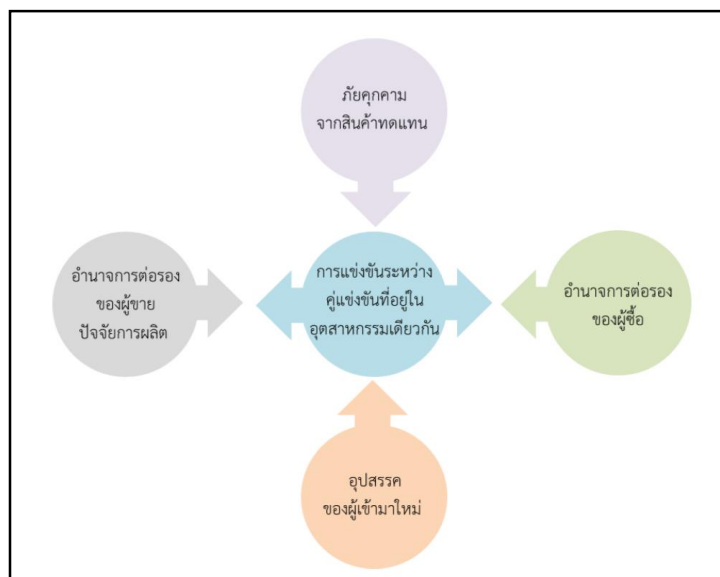 ภัยคุกคาม
จากสินค้าทดแทน
อำนาจการต่อรอง
ของผู้ขาย
ปัจจัยการผลิต
การแข่งขันระหว่าง
คู่แข่งขันที่อยู่ใน
อุตสาหกรรมเดียวกัน
อำนาจการต่อรอง
ของผู้ซื้อ
อุปสรรค
ของผู้เข้ามาใหม่